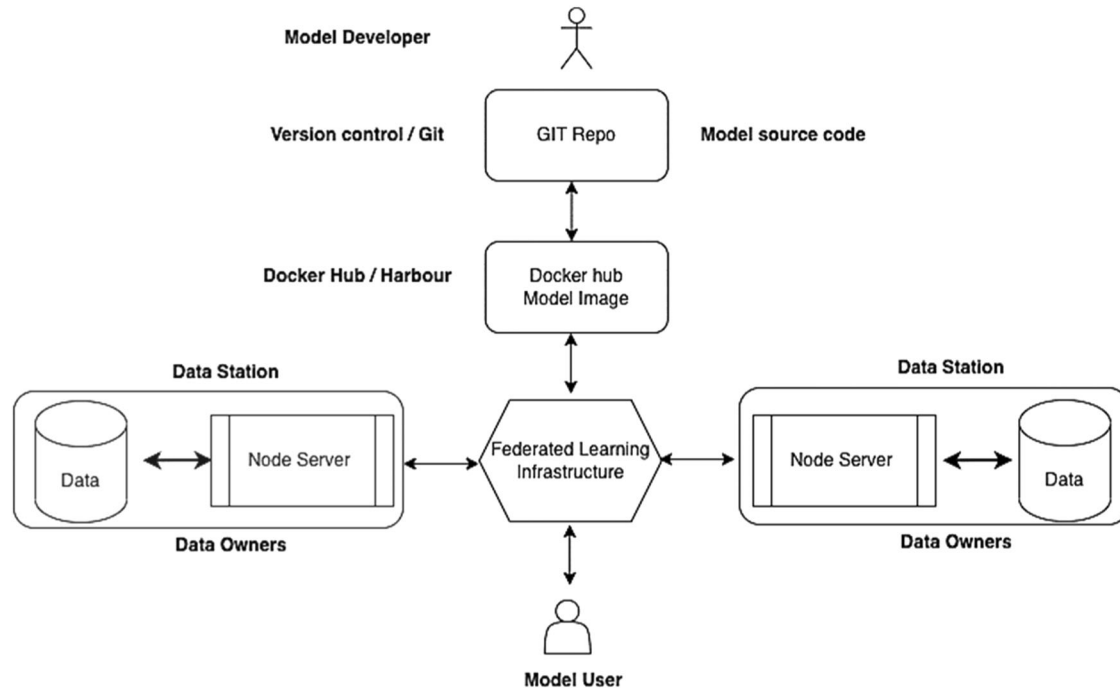 Model Developer
Version control / Git
GIT Repo
Model source code
Docker Hub / Harbour
Docker hub
Model Image
Data Station
Data Station
Data
Node Server
Federated Learning
Infrastructure
Node Server
Data
Data Owners
Data Owners
Model User